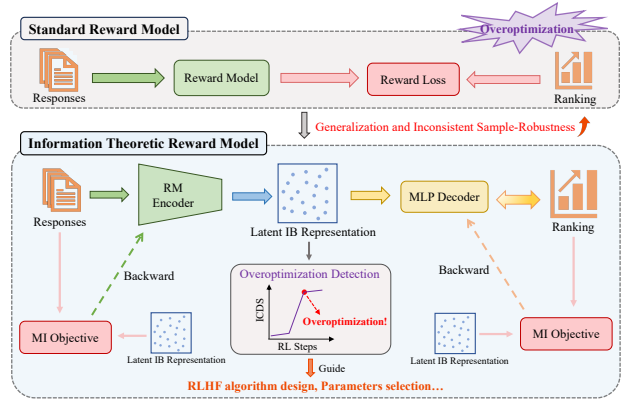 Standard Reward Model
Overoptimization
Responses
Reward Model
Reward Loss
Ranking
Generalization and Inconsistent Sample-Robustness
Information Theoretic Reward Model
Responses
RM
Encoder
Latent IB Representation
MLP Decoder
Ranking
Backward
Backward
Overoptimization Detection
ICDS
Overoptimization!
RL Steps
MI Objective
Latent IB Representation
Latent IB Representation
MI Objective
Guide
RLHF algorithm design, Parameters selection…